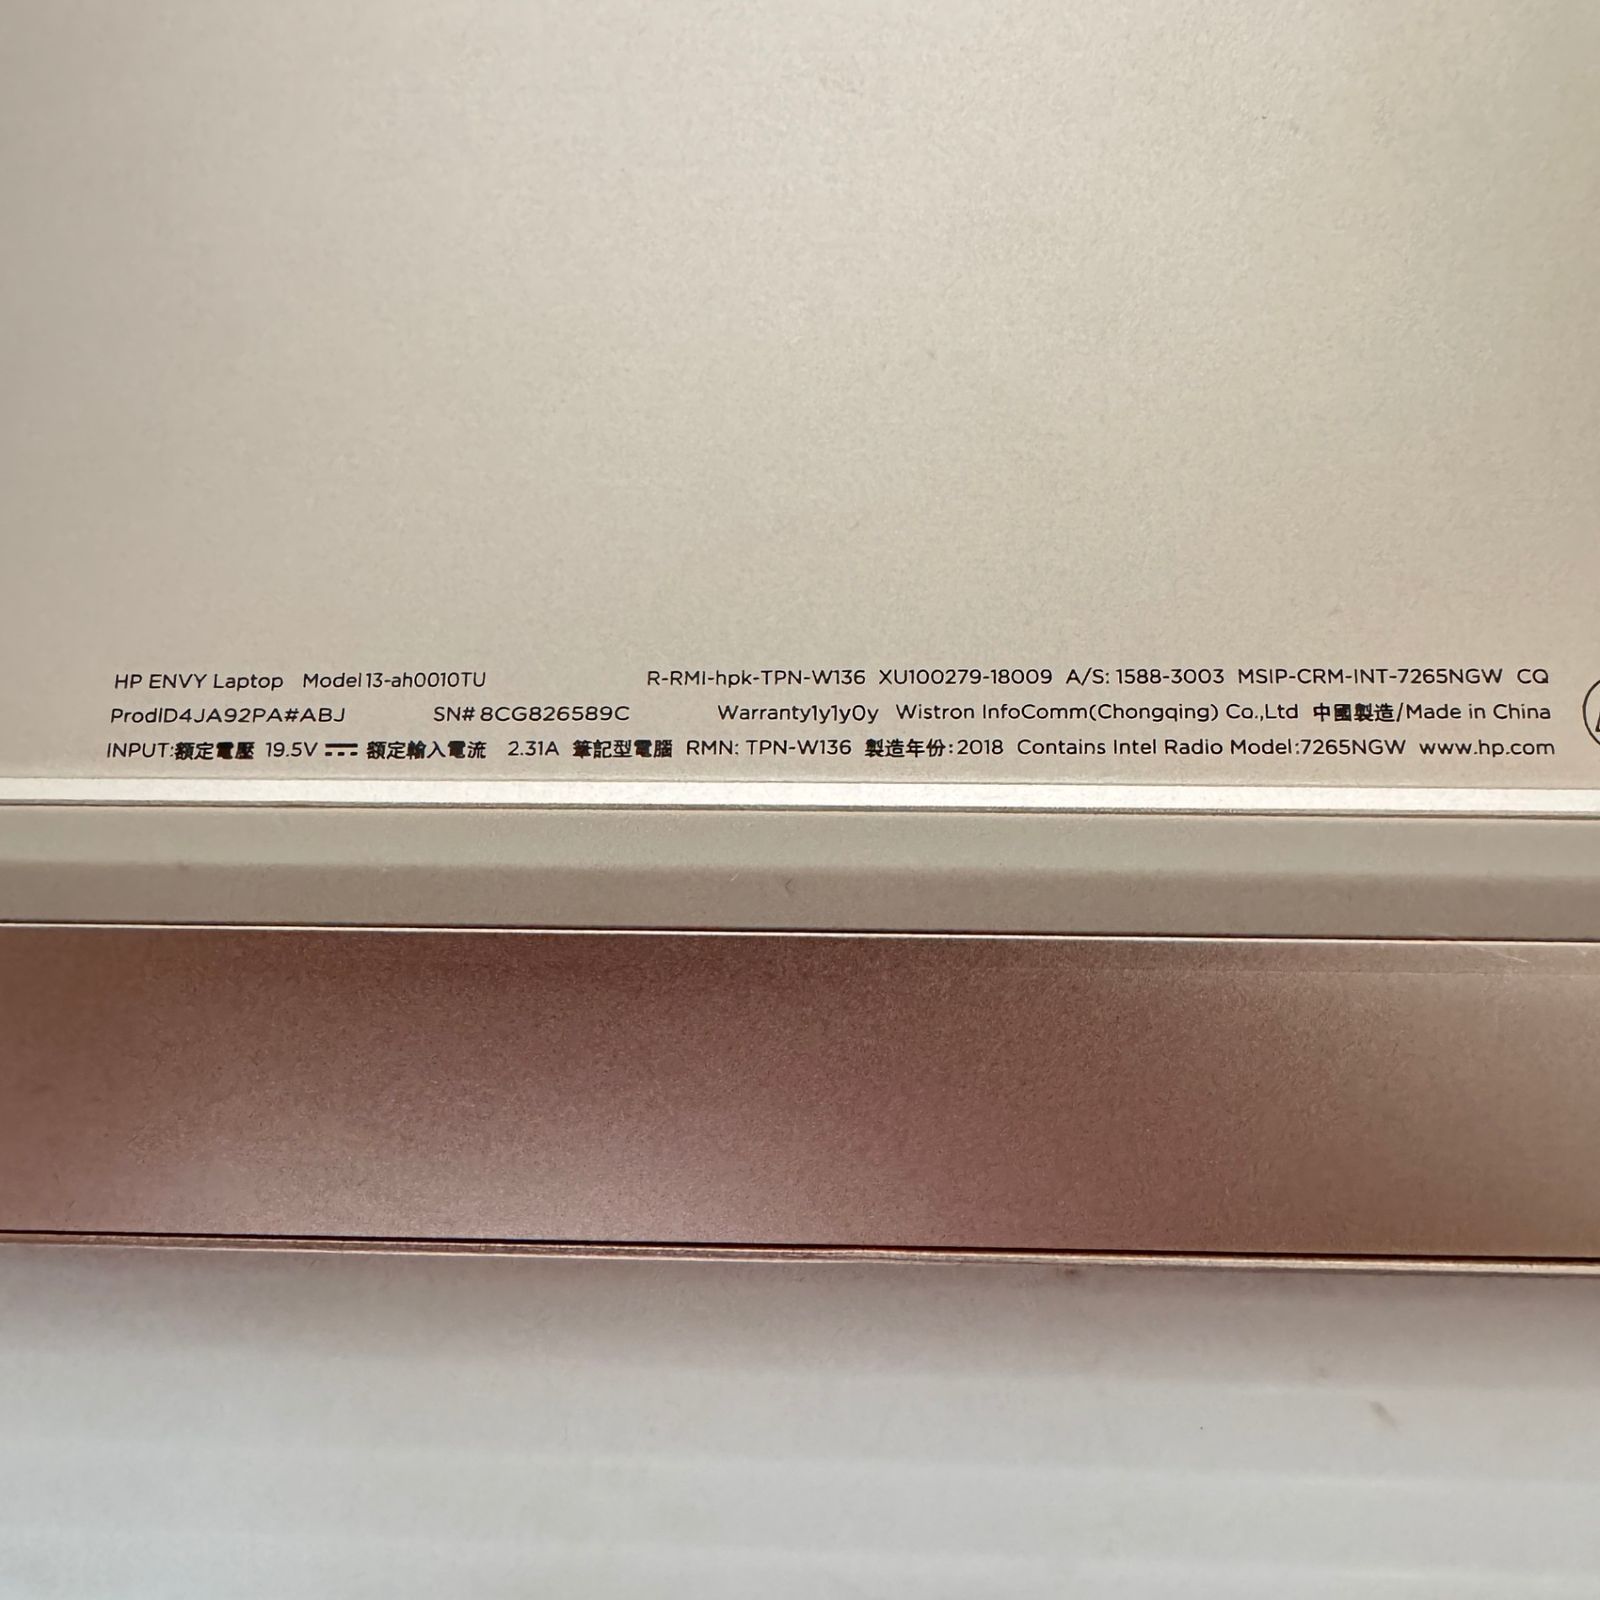 HP ENVY Laptop Model 13-ah0010TU R-RMI-hpk-TPN-W136 XU100279-18009 A/S: 1588-3003 MSIP-CRM-INT-7265NGW CQ
ProdID4JA92PA#ABJ SN# 8CG826589C Warranty1y1y0y Wistron InfoComm(Chongqing) Co.,Ltd 中國製造/Made in China
INPUT:額定電壓 19.5V 額定輸入電流 2.31A 筆記型電腦 RMN: TPN-W136 製造年份:2018 Contains Intel Radio Model:7265NGW www.hp.com